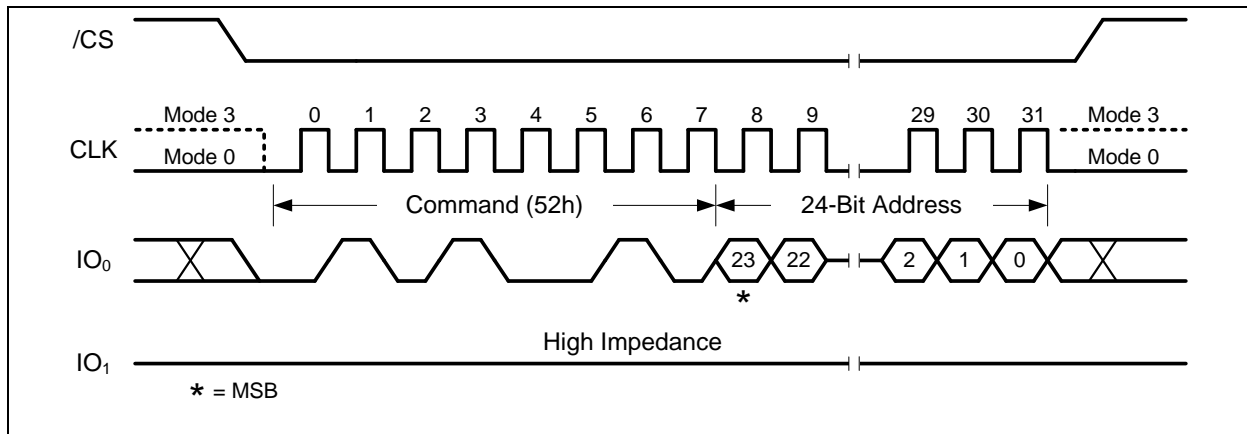 /CS
Mode 3 0 1 2 3 4 5 6 7 8 9 29 30 31 Mode 3
CLK
Mode 0 Mode 0
Command (52h) 24-Bit Address
IO₀ 23 22 2 1 0
*
High Impedance
IO₁
* = MSB